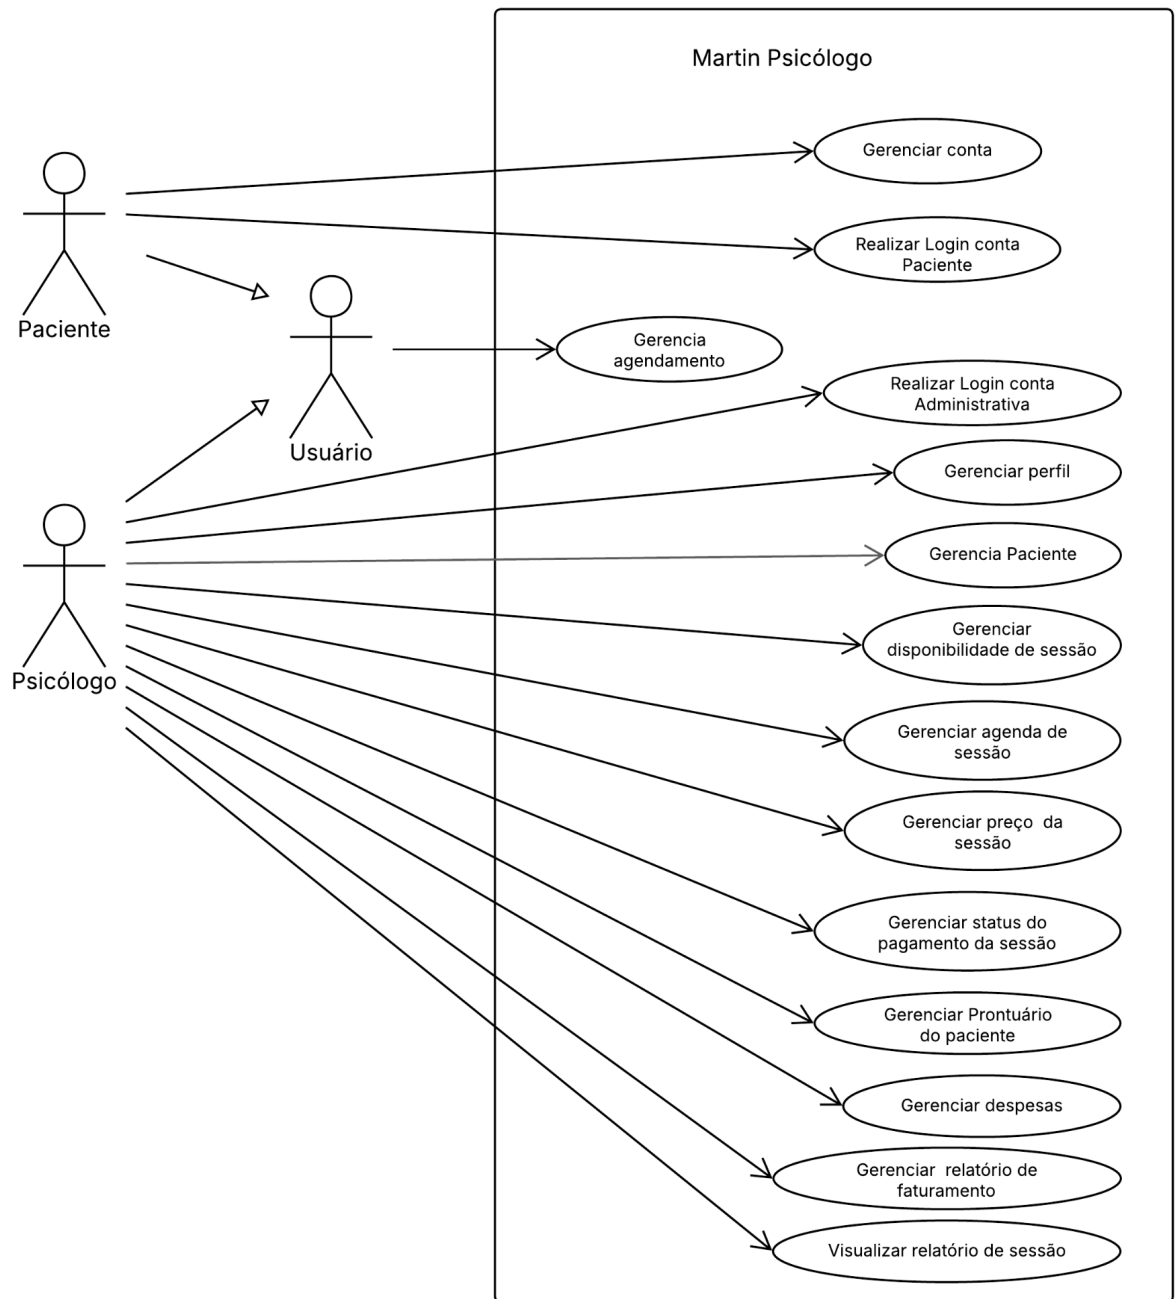 Martin Psicólogo
Gerenciar conta
Realizar Login conta
Paciente
Paciente
Gerencia
agendamento
Usuário
Realizar Login conta
Administrativa
Gerenciar perfil
Gerencia Paciente
Psicólogo
Gerenciar
disponibilidade de sessão
Gerenciar agenda de
sessão
Gerenciar preço  da
sessão
Gerenciar status do
pagamento da sessão
Gerenciar Prontuário
do paciente
Gerenciar despesas
Gerenciar  relatório de
faturamento
Visualizar relatório de sessão